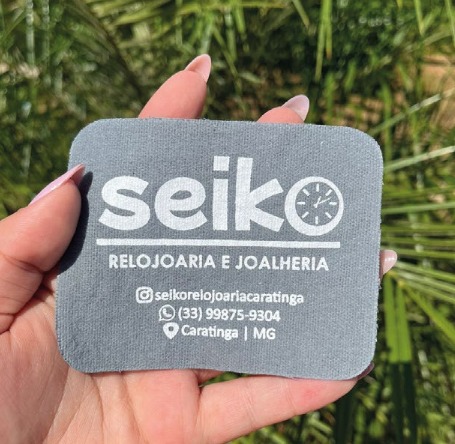 seiko
RELOJOARIA E JOALHERIA
seikorelojoariacaratinga
(33) 99875-9304
Caratinga | MG